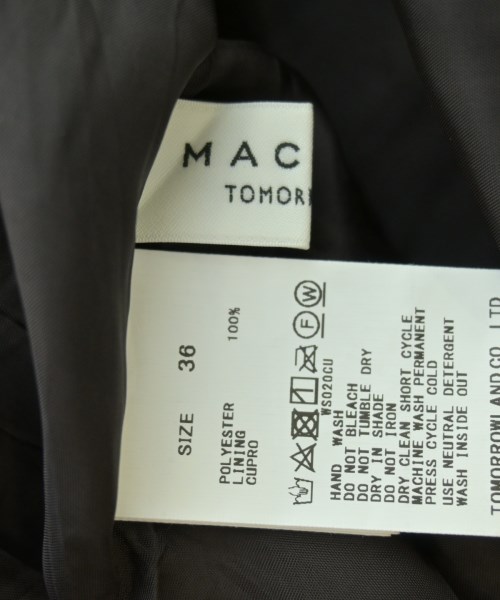 MAC
TOMOR
SIZE 36
POLYESTER 100%
LINING
CUPRO
F W
WS020CU
HAND WASH
DO NOT BLEACH
DO NOT TUMBLE DRY
DRY IN SHADE
DO NOT IRON
DRY CLEAN SHORT CYCLE
MACHINE WASH PERMANENT
PRESS CYCLE COLD
USE NEUTRAL DETERGENT
WASH INSIDE OUT
TOMORROWLAND CO., LTD